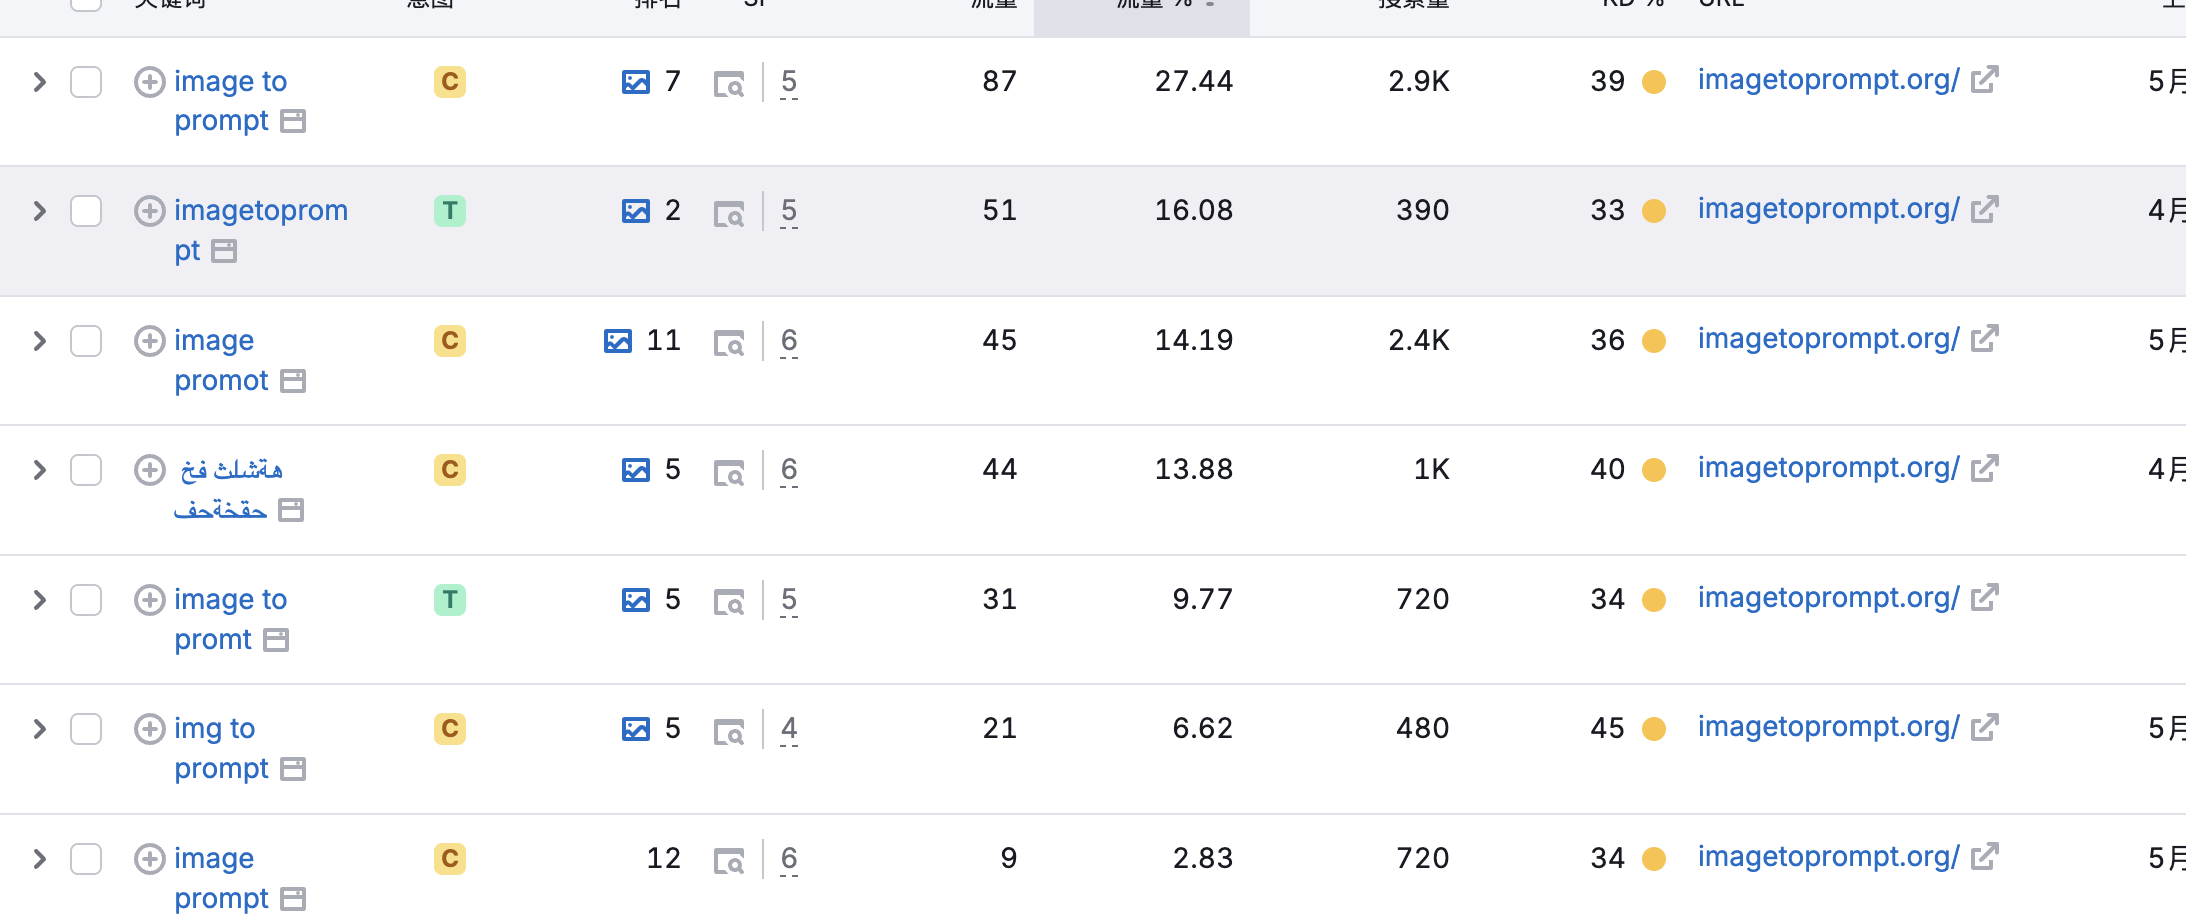 关键词 意图 排名 SF 流量 流量 % 搜索量 KD % URL
image to 7 5 87 27.44 2.9K 39 imagetoprompt.org/ 5月
C
prompt
imagetoprom T 2 5 51 16.08 390 33 imagetoprompt.org/ 4月
pt
image C 11 6 45 14.19 2.4K 36 imagetoprompt.org/ 5月
promot
هةشلث فخ C 5 6 44 13.88 1K 40 imagetoprompt.org/ 4月
حقخةحف
image to T 5 5 31 9.77 720 34 imagetoprompt.org/
promt
img to C 5 4 21 6.62 480 45 imagetoprompt.org/ 5月
prompt
image C 12 6 9 2.83 720 34 imagetoprompt.org/ 5月
prompt